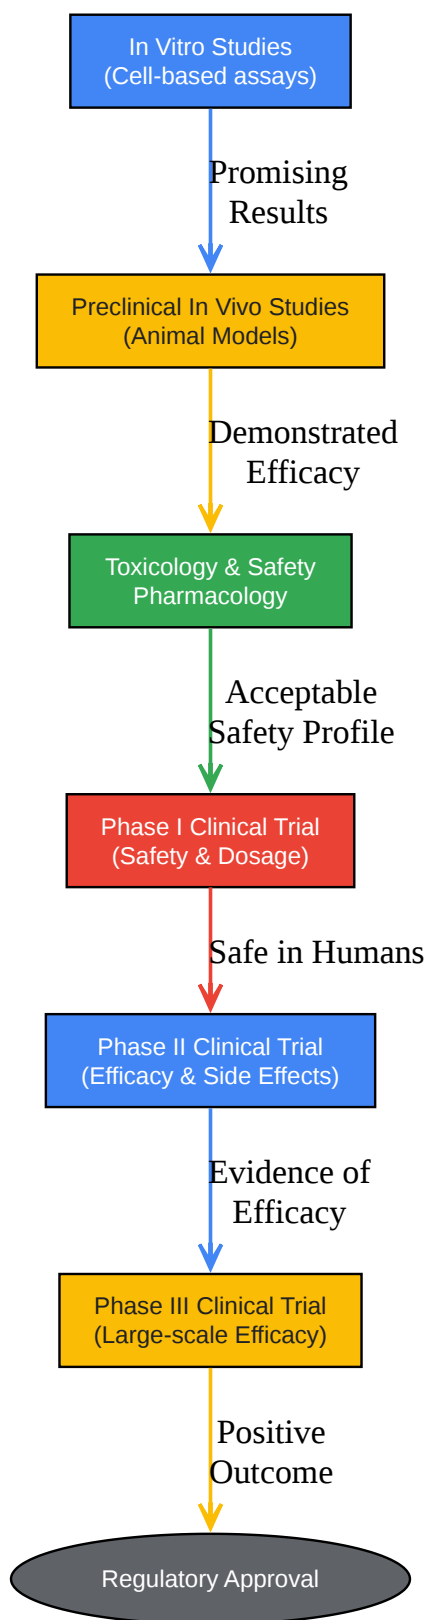 In Vitro Studies
(Cell-based assays)
Promising
Results
Preclinical In Vivo Studies
(Animal Models)
Demonstrated
Efficacy
Toxicology & Safety
Pharmacology
Acceptable
Safety Profile
Phase I Clinical Trial
(Safety & Dosage)
Safe in Humans
Phase II Clinical Trial
(Efficacy & Side Effects)
Evidence of
Efficacy
Phase III Clinical Trial
(Large-scale Efficacy)
Positive
Outcome
Regulatory Approval